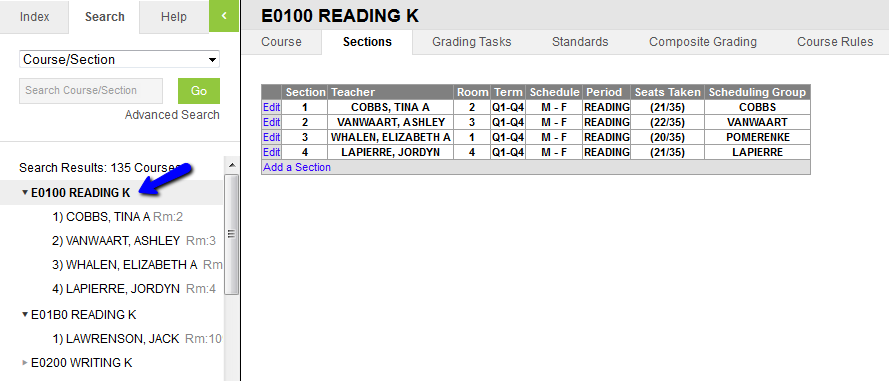 Index Search Help <
Course/Section
Search Course/Section Go
Advanced Search
Search Results: 135 Courses
E0100 READING K
1) COBBS, TINA A Rm:2
2) VANWAART, ASHLEY Rm:3
3) WHALEN, ELIZABETH A Rm
4) LAPIERRE, JORDYN Rm:4
E01B0 READING K
1) LAWRENSON, JACK Rm:10
E0200 WRITING K
E0100 READING K
Course Sections Grading Tasks Standards Composite Grading Course Rules
Section Teacher Room Term Schedule Period Seats Taken Scheduling Group
Edit 1 COBBS, TINA A 2 Q1-Q4 M - F READING (21/35) COBBS
Edit 2 VANWAART, ASHLEY 3 Q1-Q4 M - F READING (22/35) VANWAART
Edit 3 WHALEN, ELIZABETH A 1 Q1-Q4 M - F READING (20/35) POMERENKE
Edit 4 LAPIERRE, JORDYN 4 Q1-Q4 M - F READING (21/35) LAPIERRE
Add a Section